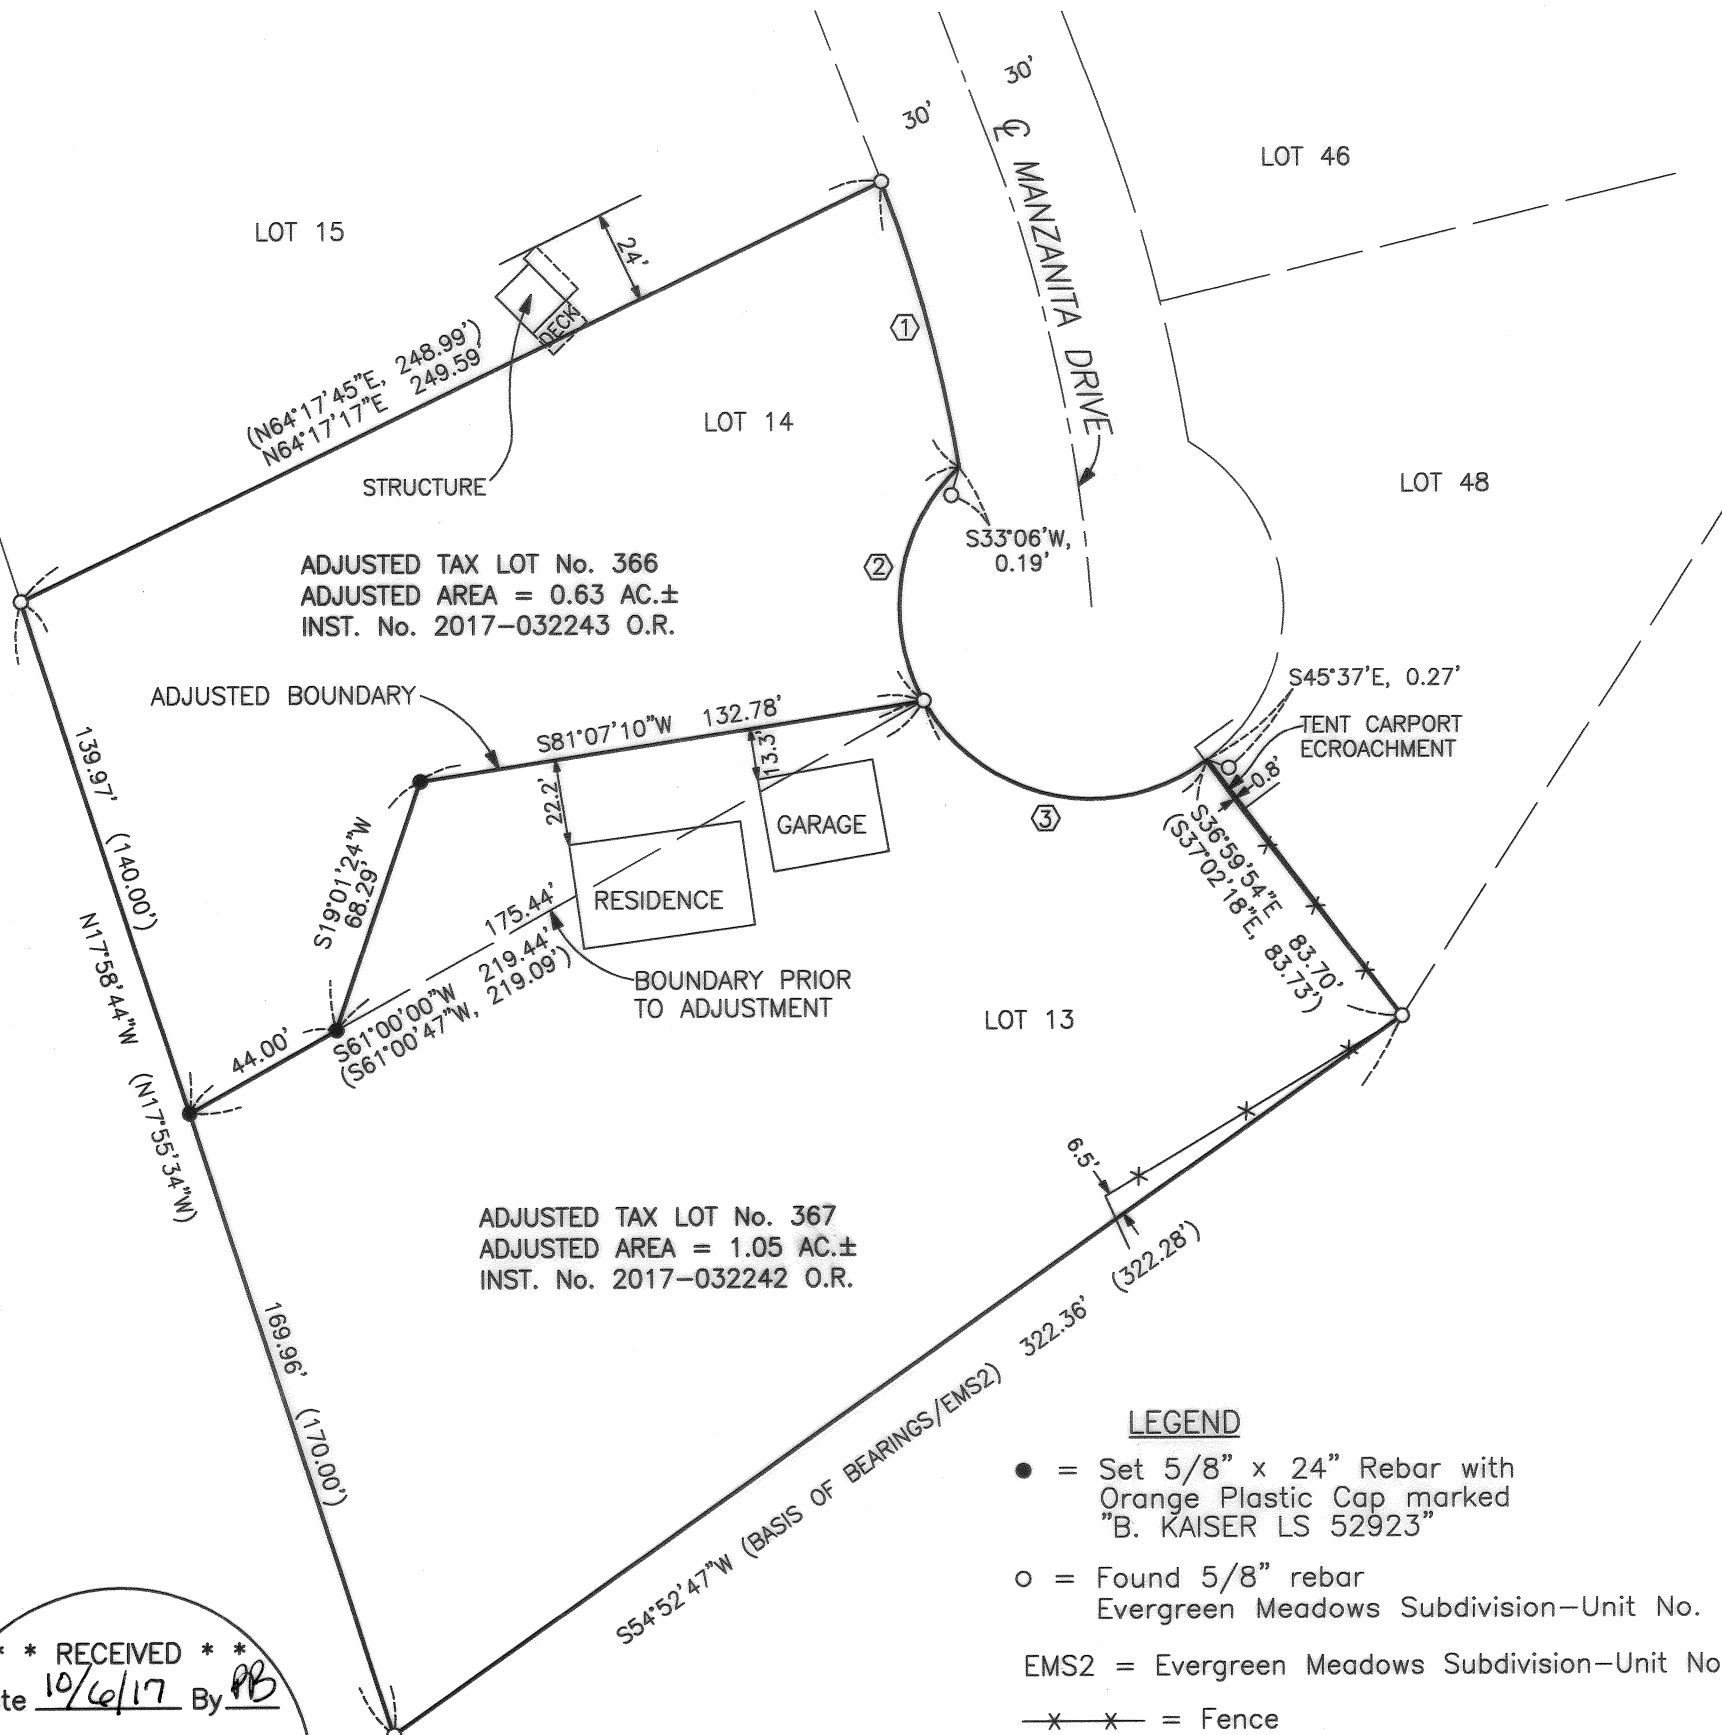 30'
30'
℄ MANZANITA DRIVE
LOT 46
LOT 15
24'
DECK
(N64°17'45"E, 248.99')
N64°17'17"E 249.59'
1
LOT 14
STRUCTURE
LOT 48
S33°06'W,
0.19'
2
ADJUSTED TAX LOT No. 366
ADJUSTED AREA = 0.63 AC.±
INST. No. 2017-032243 O.R.
S45°37'E, 0.27'
ADJUSTED BOUNDARY
TENT CARPORT
ECROACHMENT
S81°07'10"W 132.78'
13.3'
22.2'
0.8'
GARAGE
3
139.97' (140.00')
S19°01'24"W
68.29'
RESIDENCE
S36°59'54"E 83.70'
(S37°02'18"E, 83.73')
175.44'
S61°00'00"W 219.44'
(S61°00'47"W, 219.09')
BOUNDARY PRIOR
TO ADJUSTMENT
LOT 13
N17°58'44"W (N17°55'34"W)
44.00'
6.5'
ADJUSTED TAX LOT No. 367
ADJUSTED AREA = 1.05 AC.±
INST. No. 2017-032242 O.R.
169.96' (170.00')
S54°52'47"W (BASIS OF BEARINGS/EMS2) 322.36' (322.28')
LEGEND
● = Set 5/8" x 24" Rebar with
Orange Plastic Cap marked
"B. KAISER LS 52923"
○ = Found 5/8" rebar
Evergreen Meadows Subdivision-Unit No.
EMS2 = Evergreen Meadows Subdivision-Unit No
x x = Fence
* * RECEIVED * *
te 10/6/17 By